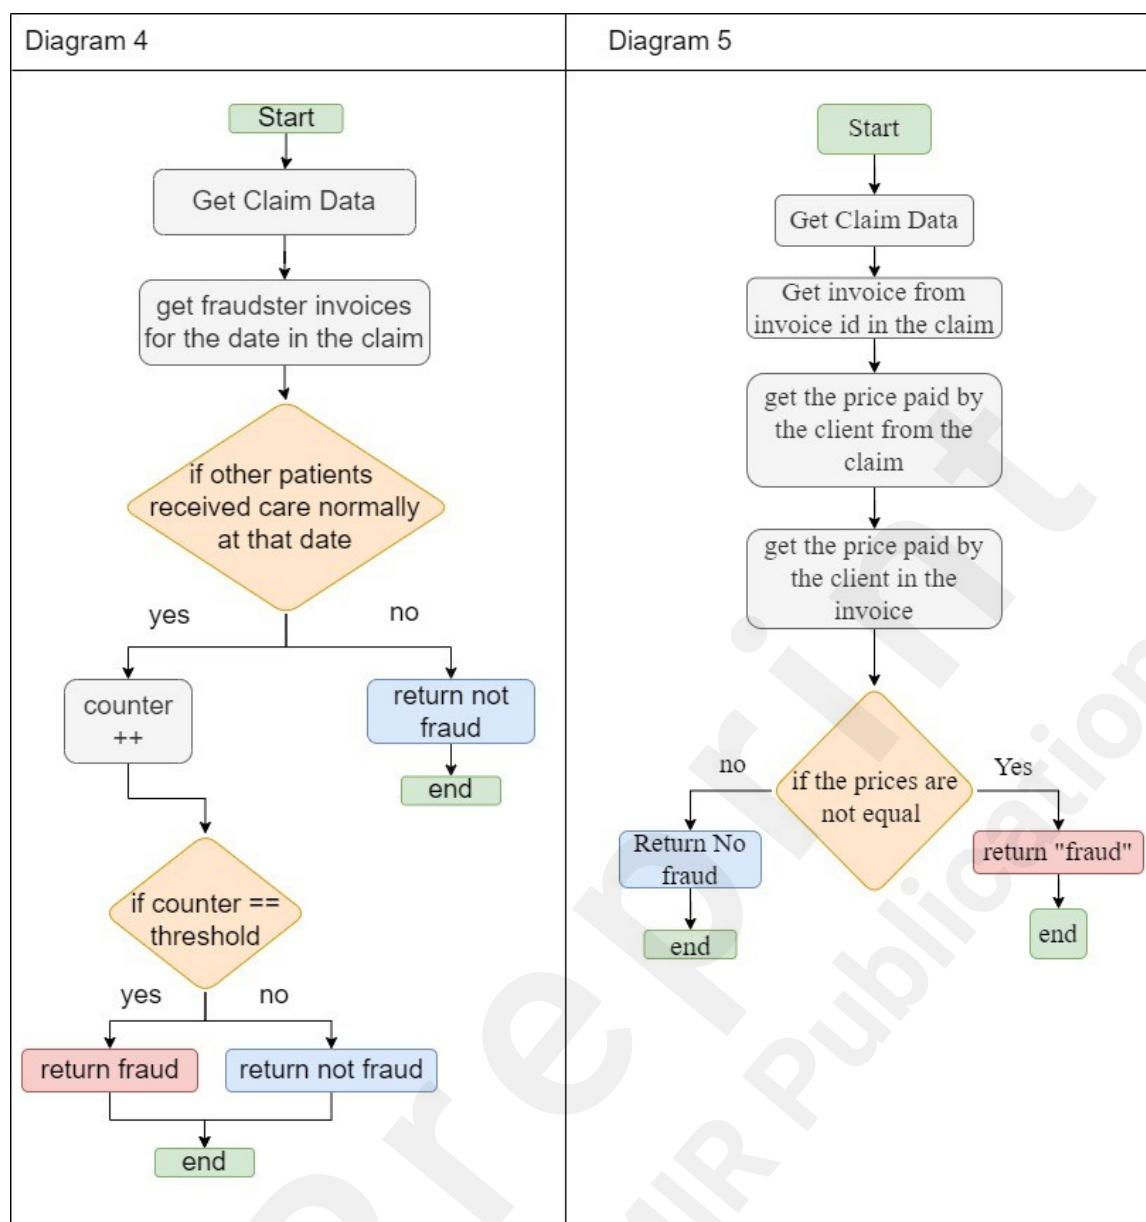 Diagram 4
Start
Get Claim Data
get fraudster invoices
for the date in the claim
if other patients
received care normally
at that date
yes
no
counter
++
return not
fraud
end
if counter ==
threshold
yes
no
return fraud
return not fraud
end
Diagram 5
Start
Get Claim Data
Get invoice from
invoice id in the claim
get the price paid by
the client from the
claim
get the price paid by
the client in the
invoice
if the prices are
not equal
no
Yes
Return No
fraud
return "fraud"
end
end
Preprint
JMIR Publications